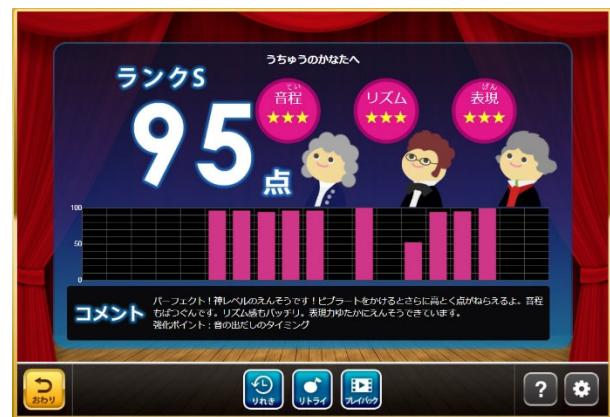 うちゅうのかなたへ
ランクS
95点
てい
音程
★★★
リズム
★★★
げん
表現
★★★
100
50
0
コメント
パーフェクト!神レベルのえんそうです!ビブラートをかけるとさらに高とく点がねらえるよ。音程
もばつぐんです。リズム感もバッチリ。表現力ゆたかにえんそうできています。
強化ポイント:音の出だしのタイミング
おわり
りれき
リトライ
プレイバック
?